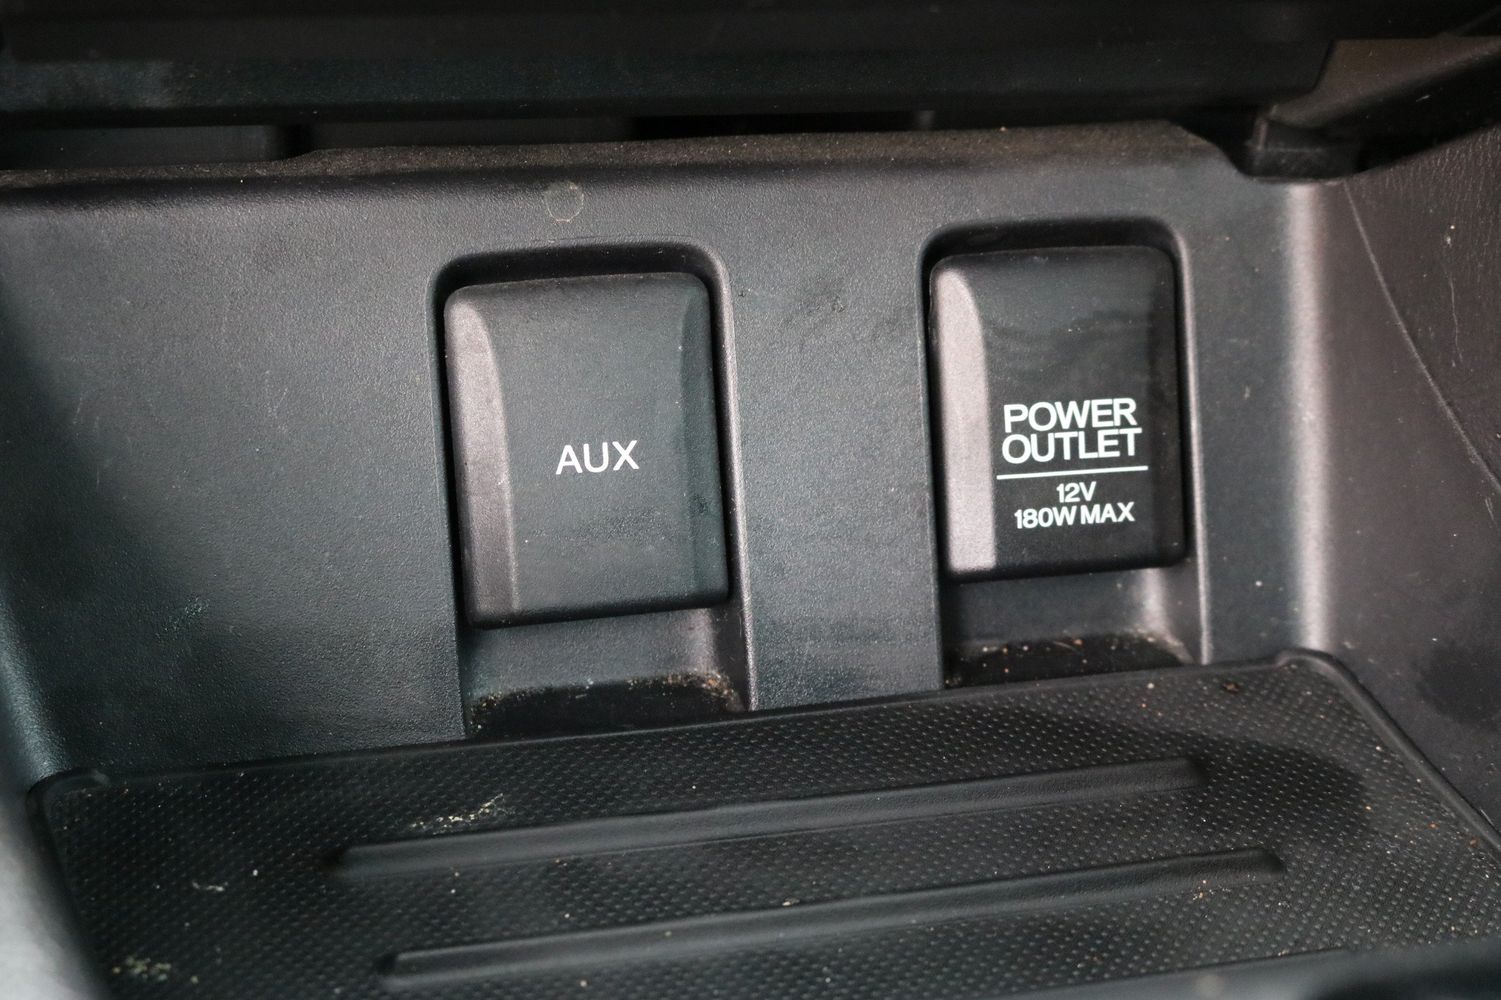 AUX
POWER
OUTLET
12V
180W MAX